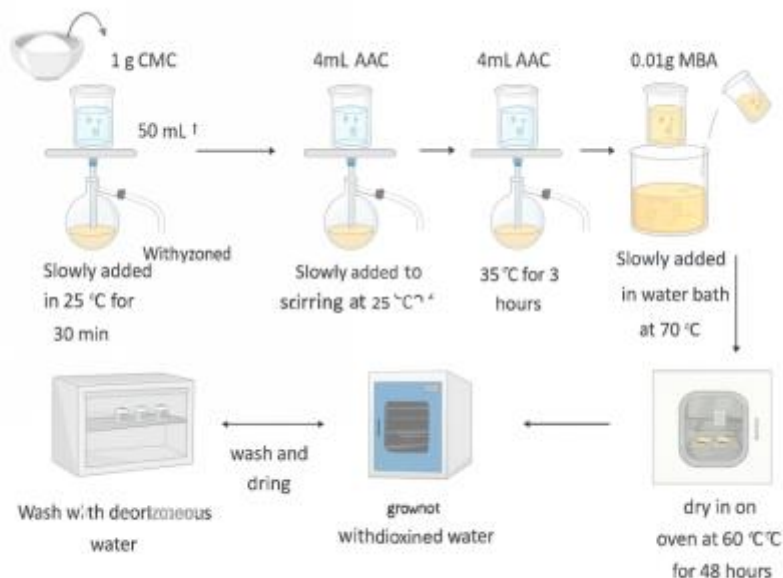 1 g CMC
4mL AAC
4mL AAC
0.01g MBA
50 mL
Withyzoned
Slowly added
in 25 °C for
30 min
Slowly added to
scirring at 25 °C
35 °C for 3
hours
Slowly added
in water bath
at 70 °C
wash and
dring
Wash with
water
grownot
withdioxined water
dry in on
oven at 60 °C°C
for 48 hours